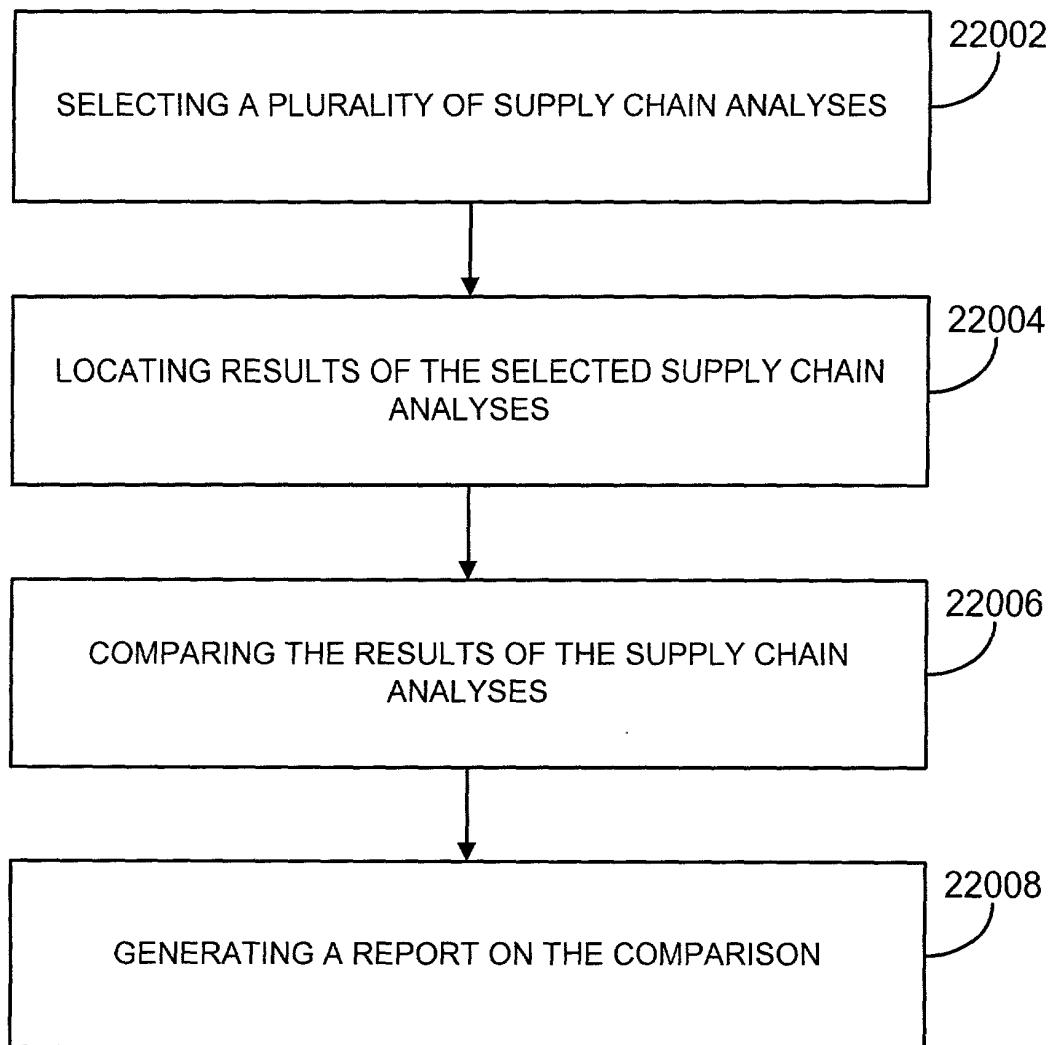 22002
SELECTING A PLURALITY OF SUPPLY CHAIN ANALYSES
22004
LOCATING RESULTS OF THE SELECTED SUPPLY CHAIN
ANALYSES
22006
COMPARING THE RESULTS OF THE SUPPLY CHAIN
ANALYSES
22008
GENERATING A REPORT ON THE COMPARISON